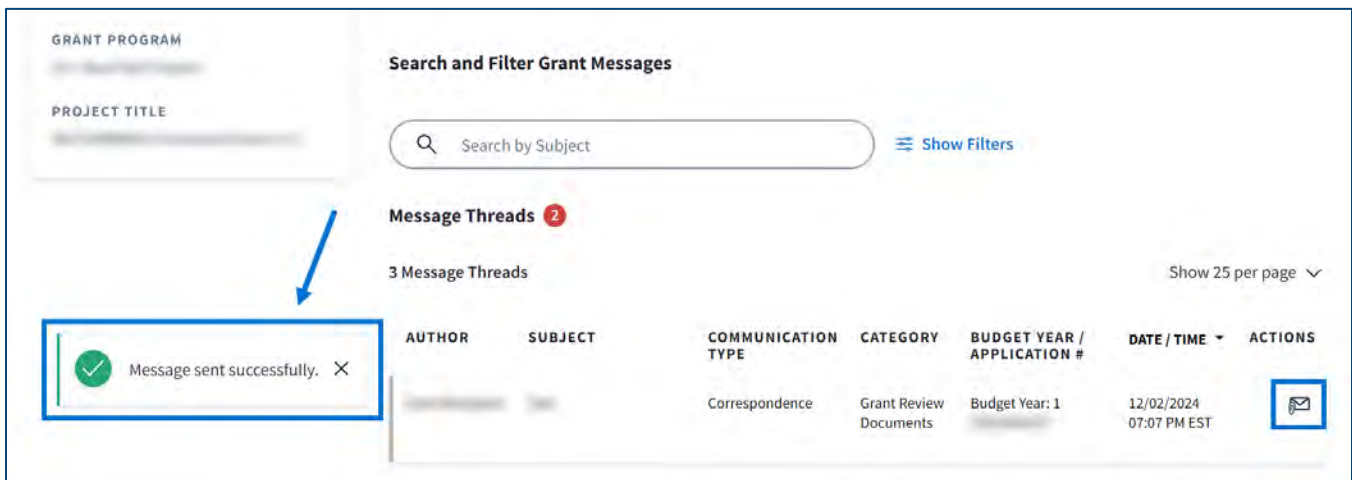 GRANT PROGRAM
PROJECT TITLE
Search and Filter Grant Messages
Search by Subject
Show Filters
Message Threads 2
3 Message Threads
Show 25 per page
Message sent successfully.
AUTHOR SUBJECT COMMUNICATION TYPE CATEGORY BUDGET YEAR / APPLICATION # DATE / TIME ACTIONS
Correspondence Grant Review Documents Budget Year: 1 12/02/2024 07:07 PM EST